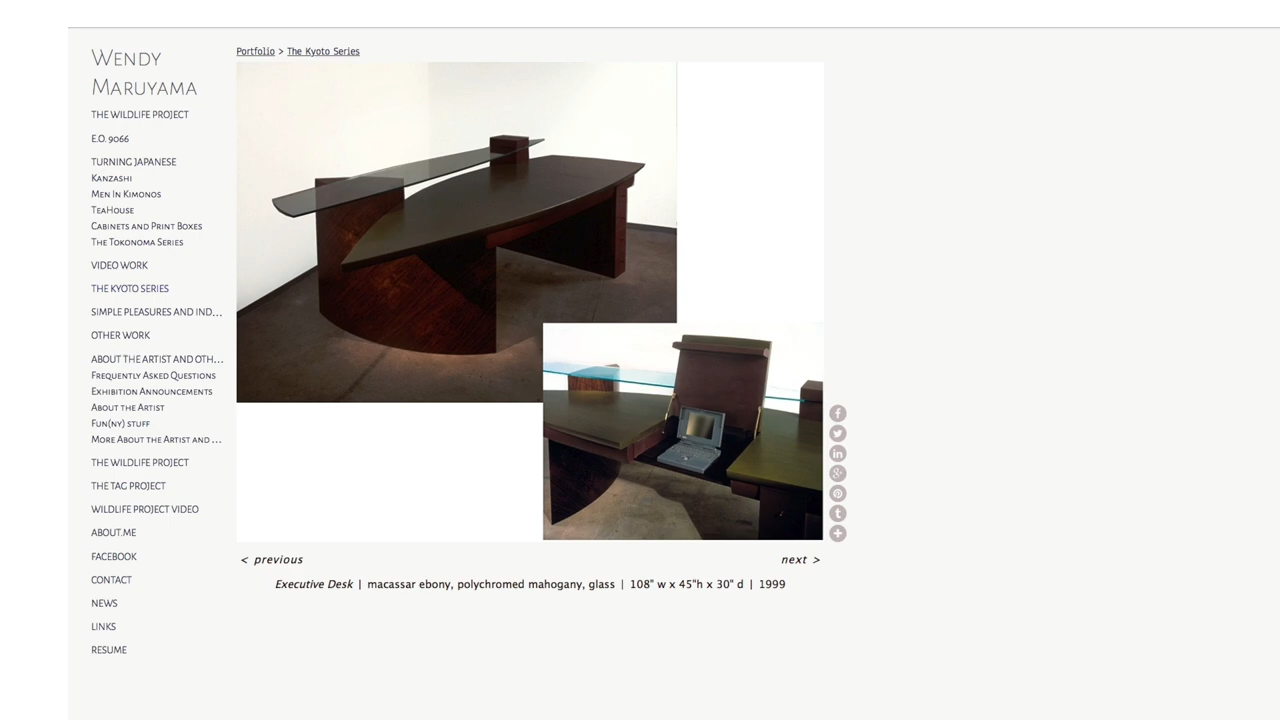 Wendy
Maruyama
THE WILDLIFE PROJECT
E.O. 9066
TURNING JAPANESE
Kanzashi
Men In Kimonos
TeaHouse
Cabinets and Print Boxes
The Tokonoma Series
VIDEO WORK
THE KYOTO SERIES
SIMPLE PLEASURES AND IND...
OTHER WORK
ABOUT THE ARTIST AND OTH...
Frequently Asked Questions
Exhibition Announcements
About the Artist
Fun(ny) stuff
More About the Artist and ...
THE WILDLIFE PROJECT
THE TAG PROJECT
WILDLIFE PROJECT VIDEO
ABOUT.ME
FACEBOOK
CONTACT
NEWS
LINKS
RESUME
Portfolio > The Kyoto Series
< previous
next >
Executive Desk | macassar ebony, polychromed mahogany, glass | 108" w x 45"h x 30" d | 1999